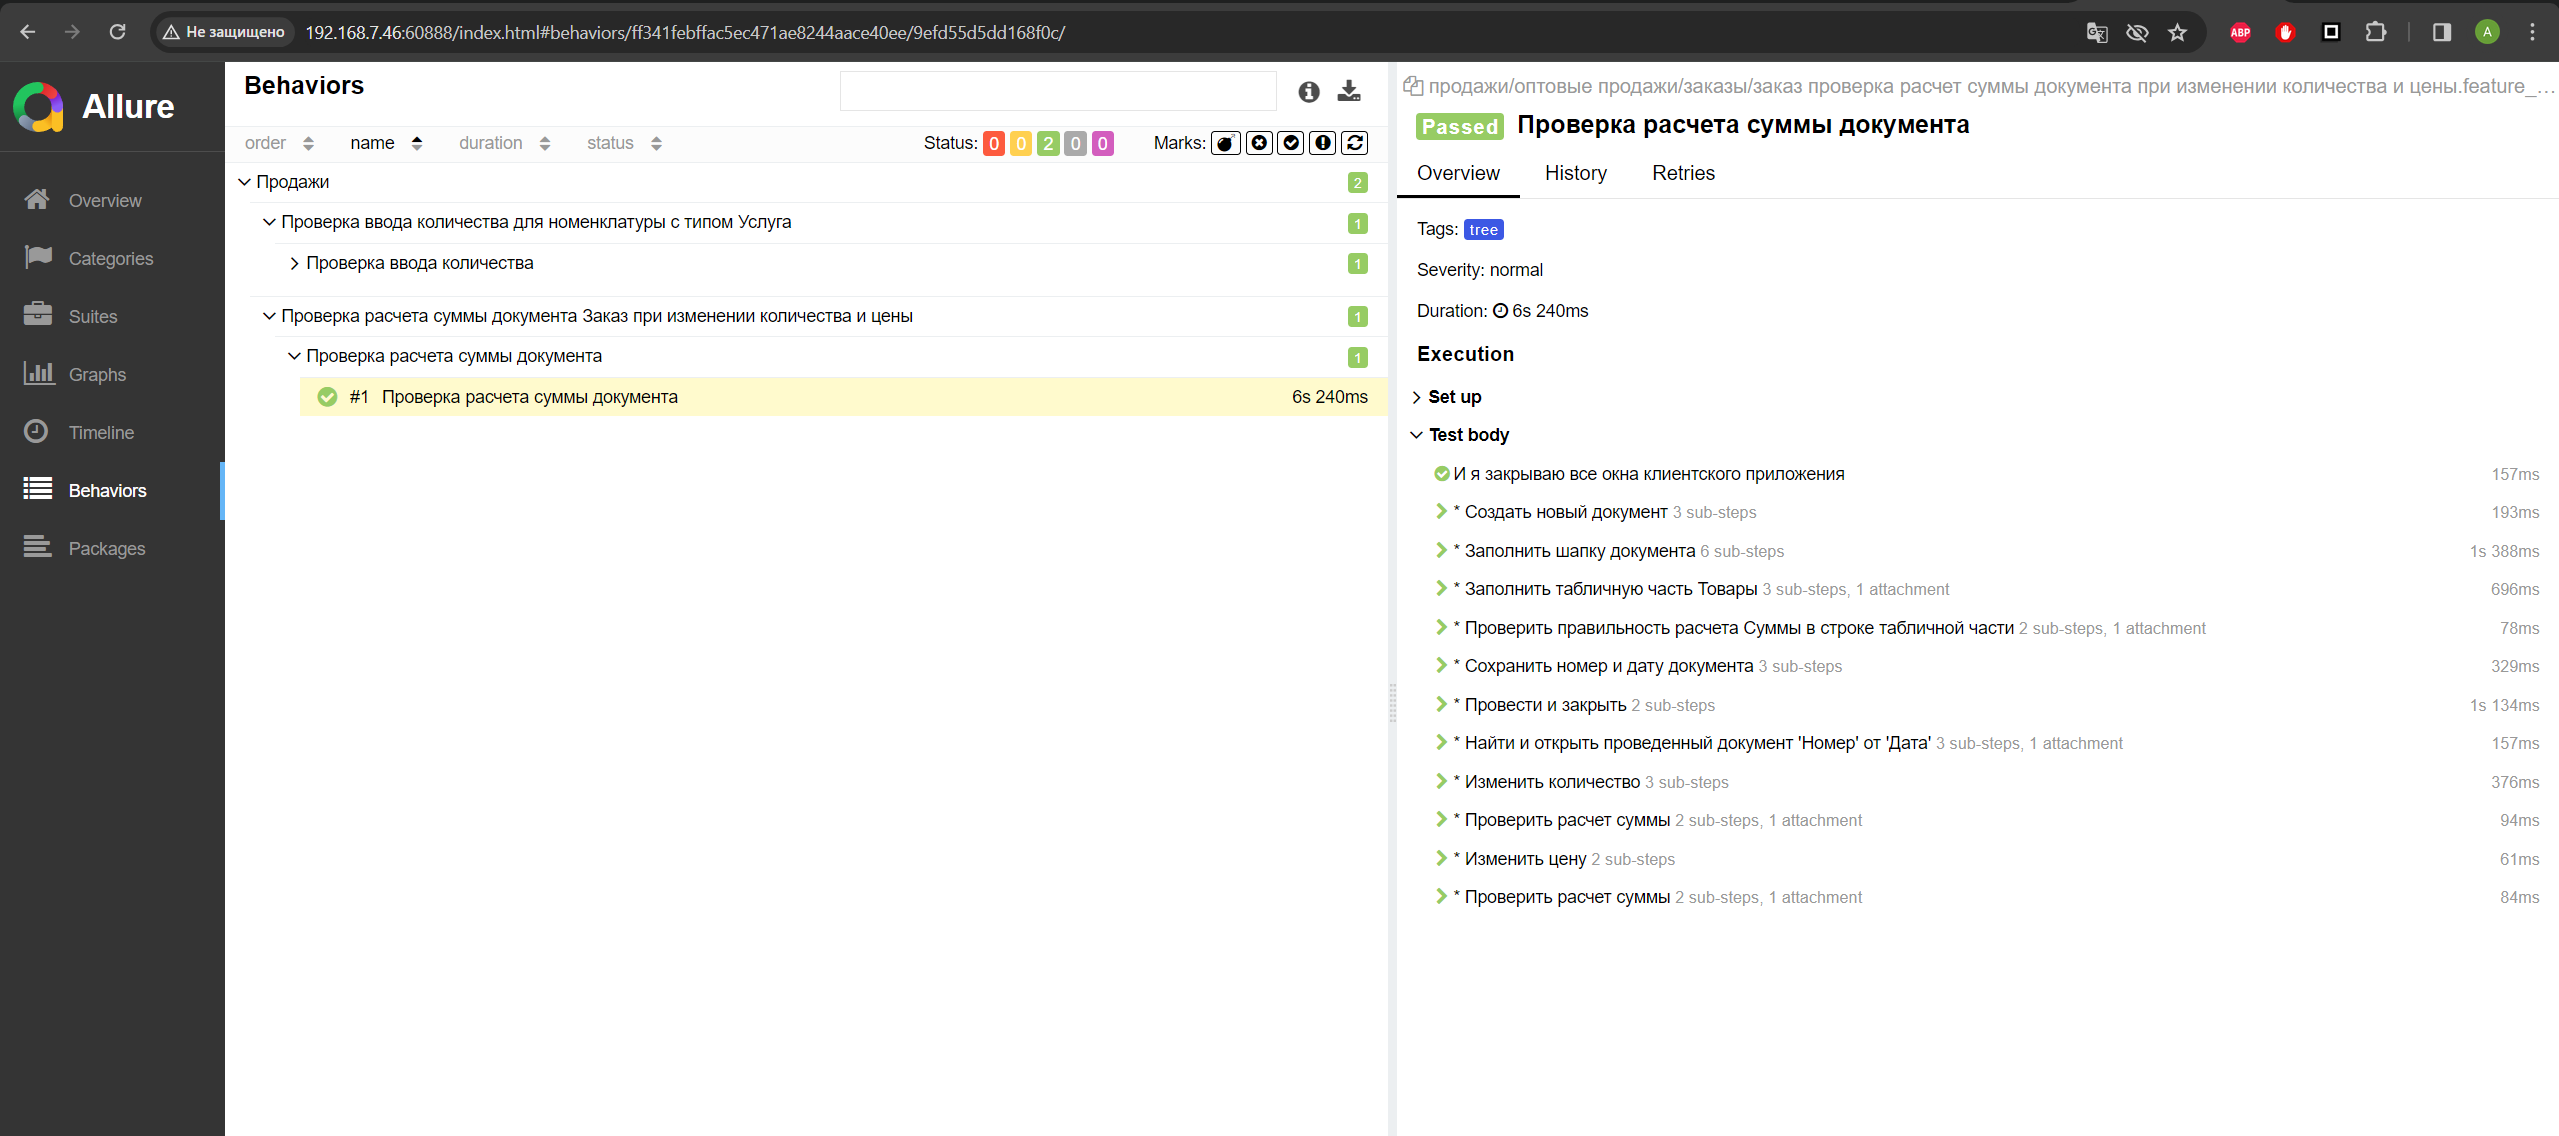 Не защищено 192.168.7.46:60888/index.html#behaviors/ff341febffac5ec471ae8244aace40ee/9efd55d5dd168f0c/
ABP
A
Allure
Overview
Categories
Suites
Graphs
Timeline
Behaviors
Packages
Behaviors
order name duration status Status: 0 0 2 0 0 Marks:
Продажи 2
Проверка ввода количества для номенклатуры с типом Услуга 1
Проверка ввода количества 1
Проверка расчета суммы документа Заказ при изменении количества и цены 1
Проверка расчета суммы документа 1
#1 Проверка расчета суммы документа 6s 240ms
продажи/оптовые продажи/заказы/заказ проверка расчет суммы документа при изменении количества и цены.feature_...
Passed Проверка расчета суммы документа
Overview History Retries
Tags: tree
Severity: normal
Duration: 6s 240ms
Execution
Set up
Test body
И я закрываю все окна клиентского приложения 157ms
* Создать новый документ 3 sub-steps 193ms
* Заполнить шапку документа 6 sub-steps 1s 388ms
* Заполнить табличную часть Товары 3 sub-steps, 1 attachment 696ms
* Проверить правильность расчета Суммы в строке табличной части 2 sub-steps, 1 attachment 78ms
* Сохранить номер и дату документа 3 sub-steps 329ms
* Провести и закрыть 2 sub-steps 1s 134ms
* Найти и открыть проведенный документ 'Номер' от 'Дата' 3 sub-steps, 1 attachment 157ms
* Изменить количество 3 sub-steps 376ms
* Проверить расчет суммы 2 sub-steps, 1 attachment 94ms
* Изменить цену 2 sub-steps 61ms
* Проверить расчет суммы 2 sub-steps, 1 attachment 84ms